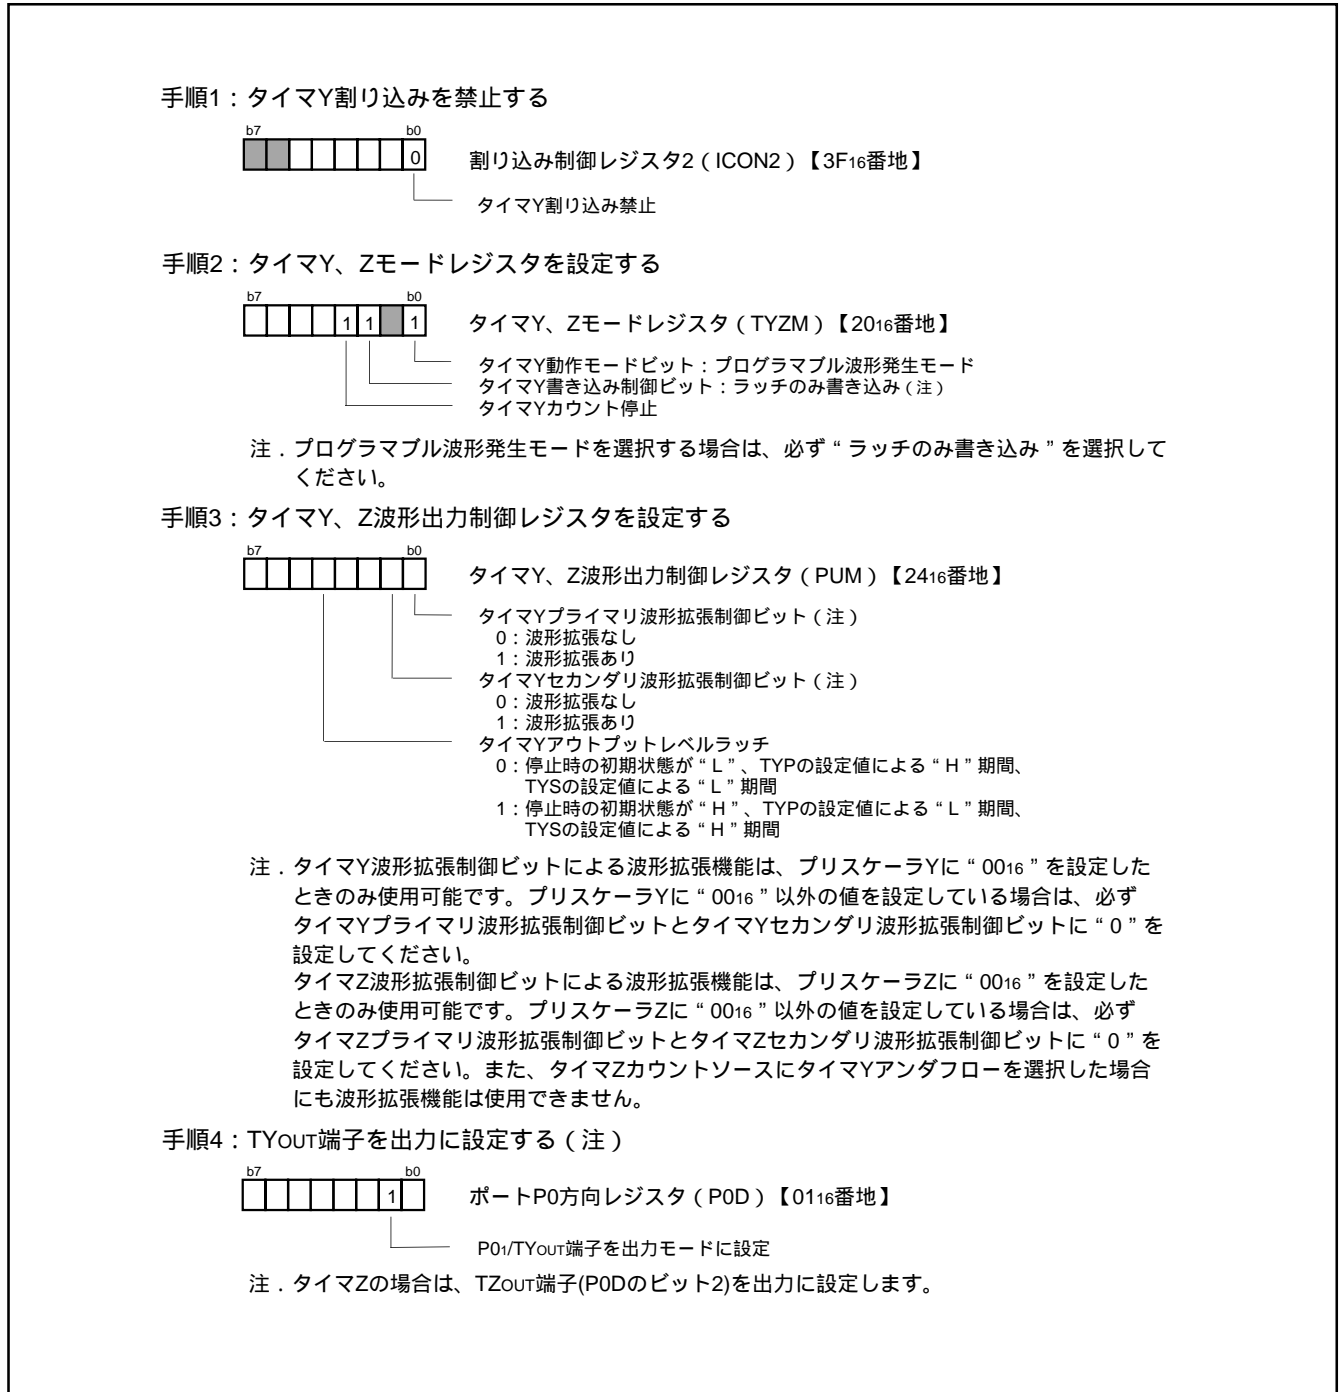 手順1：タイマY割り込みを禁止する
b7 b0
0 割り込み制御レジスタ2（ICON2）【3F16番地】
タイマY割り込み禁止
手順2：タイマY、Zモードレジスタを設定する
b7 b0
1 1 1 タイマY、Zモードレジスタ（TYZM）【2016番地】
タイマY動作モードビット：プログラマブル波形発生モード
タイマY書き込み制御ビット：ラッチのみ書き込み（注）
タイマYカウント停止
注．プログラマブル波形発生モードを選択する場合は、必ず“ラッチのみ書き込み”を選択して
ください。
手順3：タイマY、Z波形出力制御レジスタを設定する
b7 b0
タイマY、Z波形出力制御レジスタ（PUM）【2416番地】
タイマYプライマリ波形拡張制御ビット（注）
0：波形拡張なし
1：波形拡張あり
タイマYセカンダリ波形拡張制御ビット（注）
0：波形拡張なし
1：波形拡張あり
タイマYアウトプットレベルラッチ
0：停止時の初期状態が“L”、TYPの設定値による“H”期間、
TYSの設定値による“L”期間
1：停止時の初期状態が“H”、TYPの設定値による“L”期間、
TYSの設定値による“H”期間
注．タイマY波形拡張制御ビットによる波形拡張機能は、プリスケーラYに“0016”を設定した
ときのみ使用可能です。プリスケーラYに“0016”以外の値を設定している場合は、必ず
タイマYプライマリ波形拡張制御ビットとタイマYセカンダリ波形拡張制御ビットに“0”を
設定してください。
タイマZ波形拡張制御ビットによる波形拡張機能は、プリスケーラZに“0016”を設定した
ときのみ使用可能です。プリスケーラZに“0016”以外の値を設定している場合は、必ず
タイマZプライマリ波形拡張制御ビットとタイマZセカンダリ波形拡張制御ビットに“0”を
設定してください。また、タイマZカウントソースにタイマYアンダフローを選択した場合
にも波形拡張機能は使用できません。
手順4：TYOUT端子を出力に設定する（注）
b7 b0
1 ポートP0方向レジスタ（P0D）【0116番地】
P01/TYOUT端子を出力モードに設定
注．タイマZの場合は、TZOUT端子(P0Dのビット2)を出力に設定します。